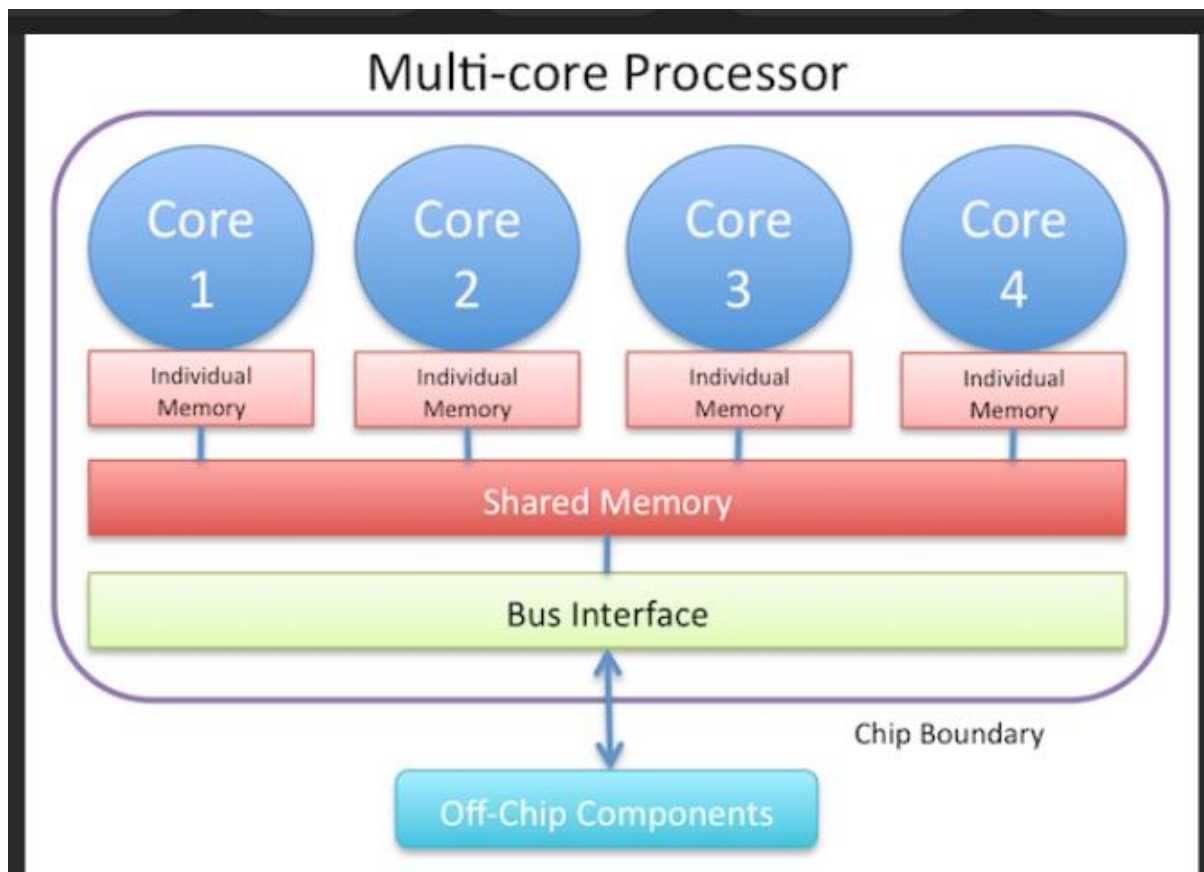 Multi-core Processor
Core
1
Core
2
Core
3
Core
4
Individual
Memory
Individual
Memory
Individual
Memory
Individual
Memory
Shared Memory
Bus Interface
Chip Boundary
Off-Chip Components